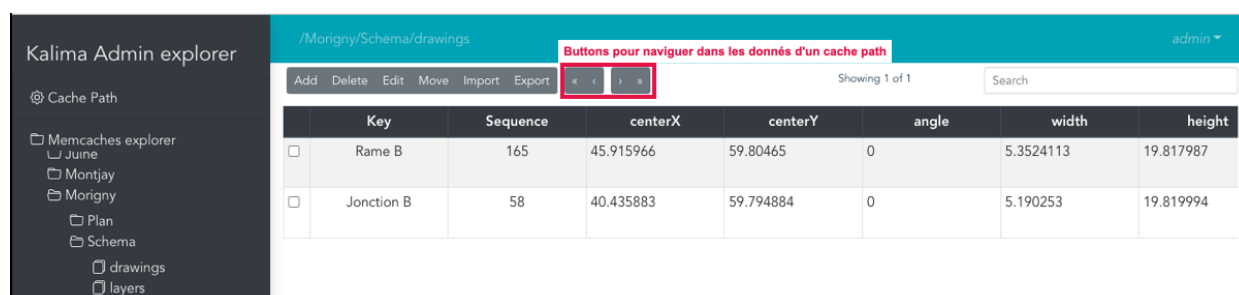 Kalima Admin explorer
Cache Path
Memcaches explorer
Juine
Montjay
Morigny
Plan
Schema
drawings
layers
/Morigny/Schema/drawings
admin
Buttons pour naviguer dans les donnés d'un cache path
Add Delete Edit Move Import Export « ‹ › »
Showing 1 of 1
Search
Key Sequence centerX centerY angle width height
Rame B 165 45.915966 59.80465 0 5.3524113 19.817987
Jonction B 58 40.435883 59.794884 0 5.190253 19.819994